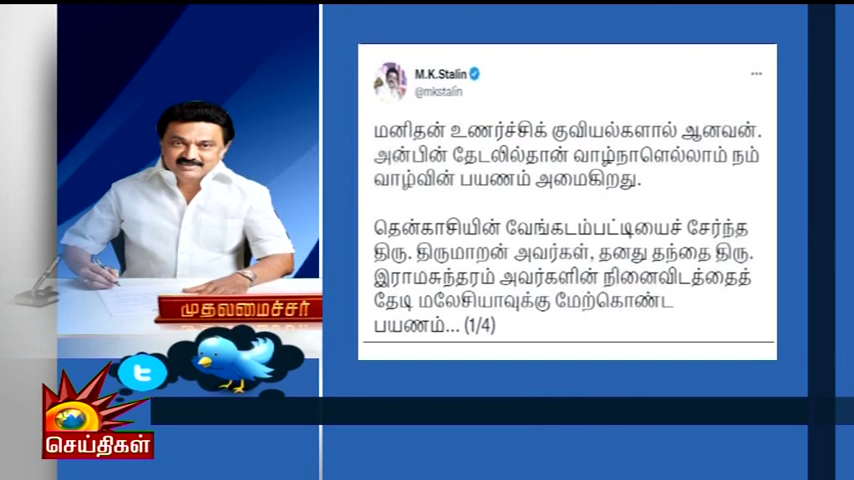 M.K.Stalin
@mkstalin
மனிதன் உணர்ச்சிக் குவியல்களால் ஆனவன்.
அன்பின் தேடலில்தான் வாழ்நாளெல்லாம் நம்
வாழ்வின் பயணம் அமைகிறது.
தென்காசியின் வேங்கடம்பட்டியைச் சேர்ந்த
திரு. திருமாறன் அவர்கள், தனது தந்தை திரு.
இராமசுந்தரம் அவர்களின் நினைவிடத்தைத்
தேடி மலேசியாவுக்கு மேற்கொண்ட
பயணம்... (1/4)
முதலமைச்சர்
செய்திகள்